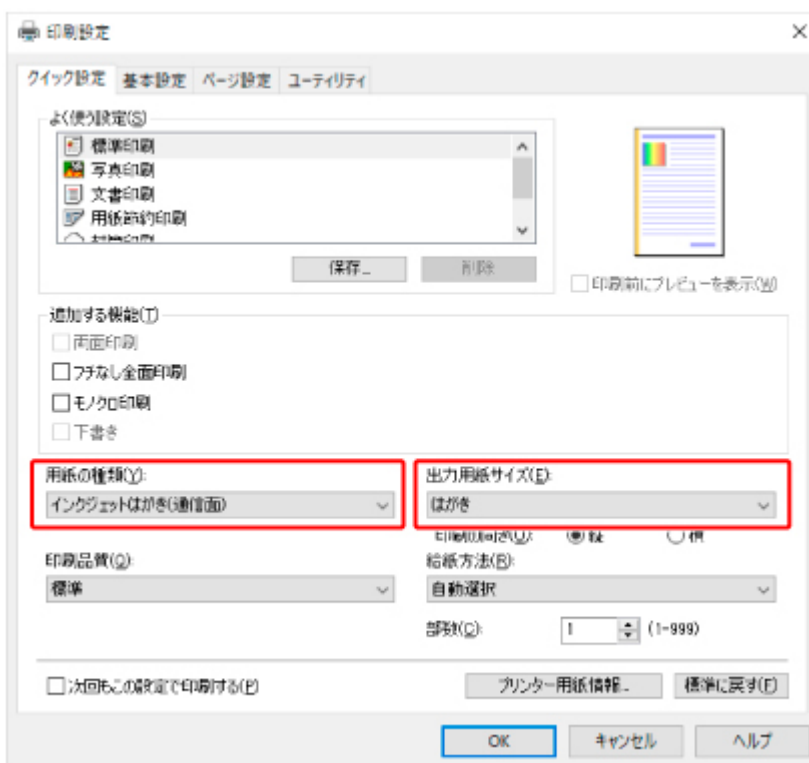 印刷設定
クイック設定 基本設定 ページ設定 ユーティリティ
よく使う設定(S)
標準印刷
写真印刷
文書印刷
用紙節約印刷
保存... 削除
印刷前にプレビューを表示(W)
追加する機能(T)
両面印刷
フチなし全面印刷
モノクロ印刷
下書き
用紙の種類(Y): 出力用紙サイズ(E):
インクジェットはがき(通信面) はがき
印刷の向き(U): 縦 横
印刷品質(Q): 給紙方法(R):
標準 自動選択
部数(C): 1 (1-999)
次回もこの設定で印刷する(P) プリンター用紙情報... 標準に戻す(F)
OK キャンセル ヘルプ